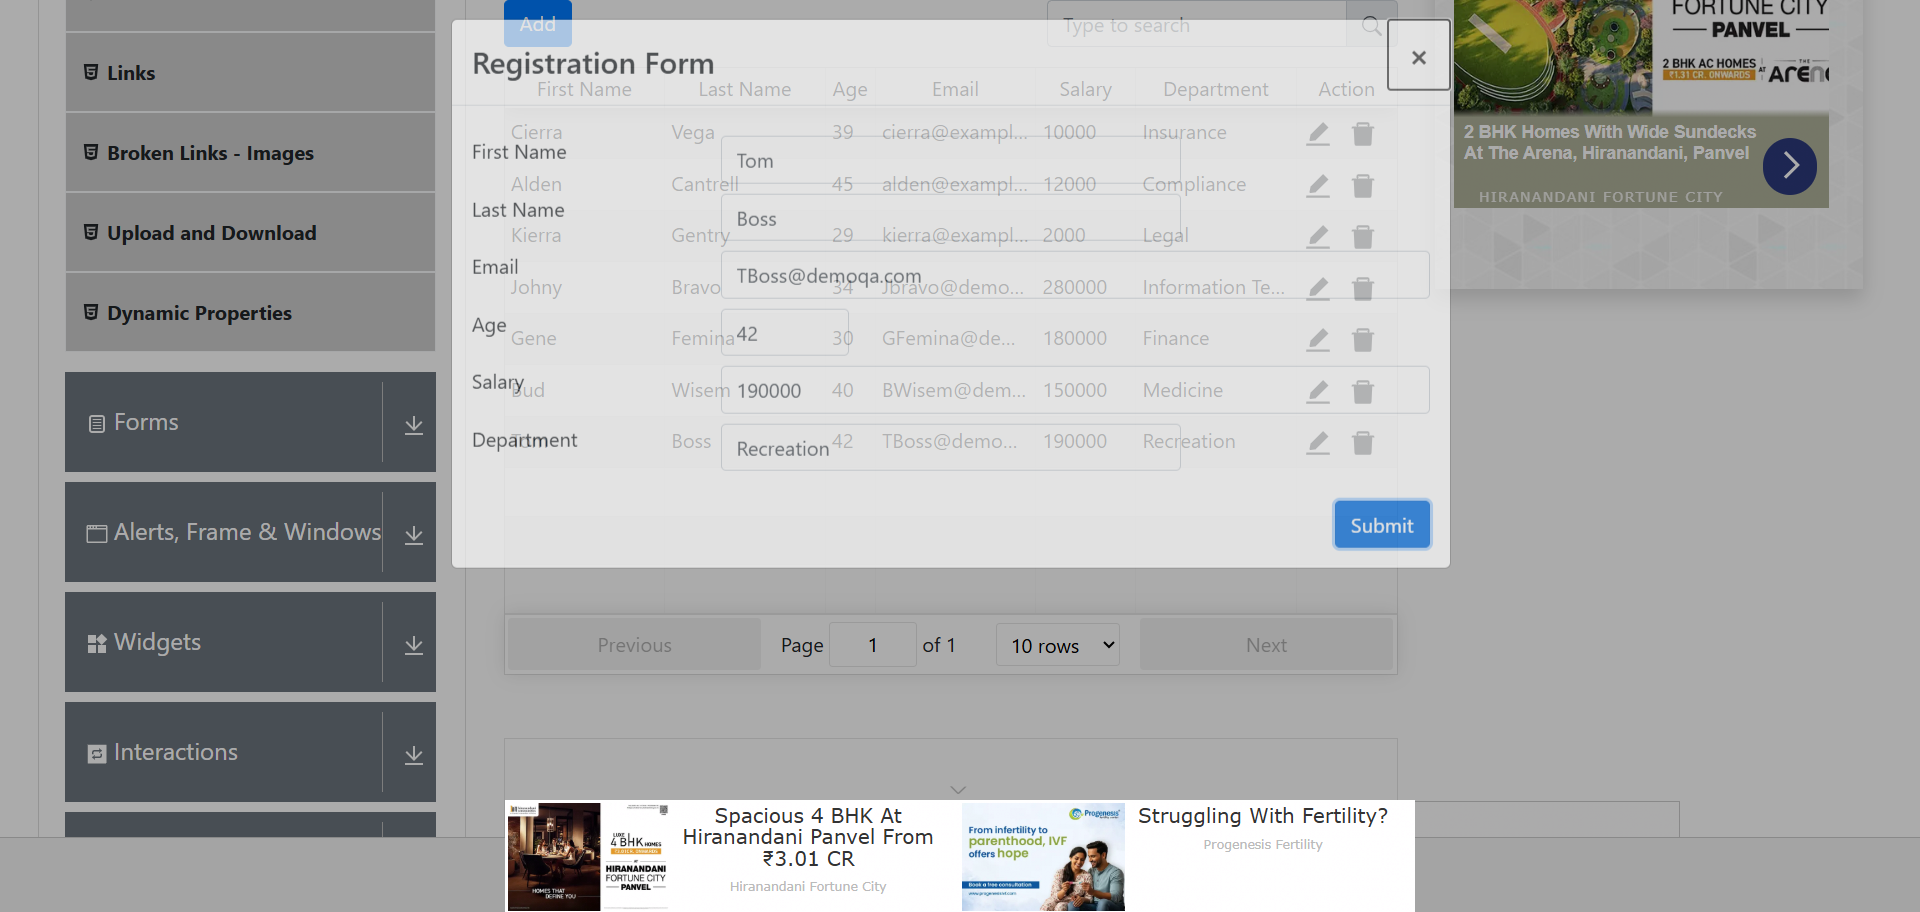 Add
Type to search
Registration Form
×
First Name Last Name Age Email Salary Department Action
Cierra Vega 39 cierra@exampl... 10000 Insurance
Alden Cantrell 45 alden@exampl... 12000 Compliance
Kierra Gentry 29 kierra@exampl... 2000 Legal
Johny Bravo 34 Jbravo@demo... 280000 Information Te...
Gene Femina 30 GFemina@de... 180000 Finance
Bud Wisem 40 BWisem@dem... 150000 Medicine
Boss 42 TBoss@demo... 190000 Recreation
First Name Tom
Last Name Boss
Email TBoss@demoqa.com
Age 42
Salary 190000
Department Recreation
Submit
Previous Page 1 of 1 10 rows Next
Links
Broken Links - Images
Upload and Download
Dynamic Properties
Forms
Alerts, Frame & Windows
Widgets
Interactions
FORTUNE CITY
PANVEL
2 BHK AC HOMES
₹1.31 CR. ONWARDS
AT
THE
2 BHK Homes With Wide Sundecks
At The Arena, Hiranandani, Panvel
HIRANANDANI FORTUNE CITY
LUXE
4 BHK HOMES
AT
HIRANANDANI
FORTUNE CITY
PANVEL
HOMES THAT
DEFINE YOU
Spacious 4 BHK At
Hiranandani Panvel From
₹3.01 CR
Hiranandani Fortune City
Progenesis
From infertility to
parenthood, IVF
offers hope
Book a free consultation
Struggling With Fertility?
Progenesis Fertility